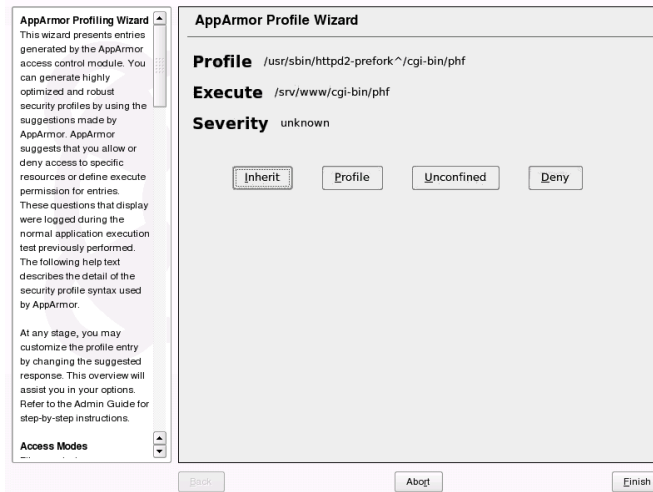 AppArmor Profiling Wizard
This wizard presents entries
generated by the AppArmor
access control module. You
can generate highly
optimized and robust
security profiles by using the
suggestions made by
AppArmor. AppArmor
suggests that you allow or
deny access to specific
resources or define execute
permission for entries.
These questions that display
were logged during the
normal application execution
test previously performed.
The following help text
describes the detail of the
security profile syntax used
by AppArmor.
At any stage, you may
customize the profile entry
by changing the suggested
response. This overview will
assist you in your options.
Refer to the Admin Guide for
step-by-step instructions.
Access Modes
AppArmor Profile Wizard
Profile /usr/sbin/httpd2-prefork^/cgi-bin/phf
Execute /srv/www/cgi-bin/phf
Severity unknown
Inherit Profile Unconfined Deny
Back Abort Finish